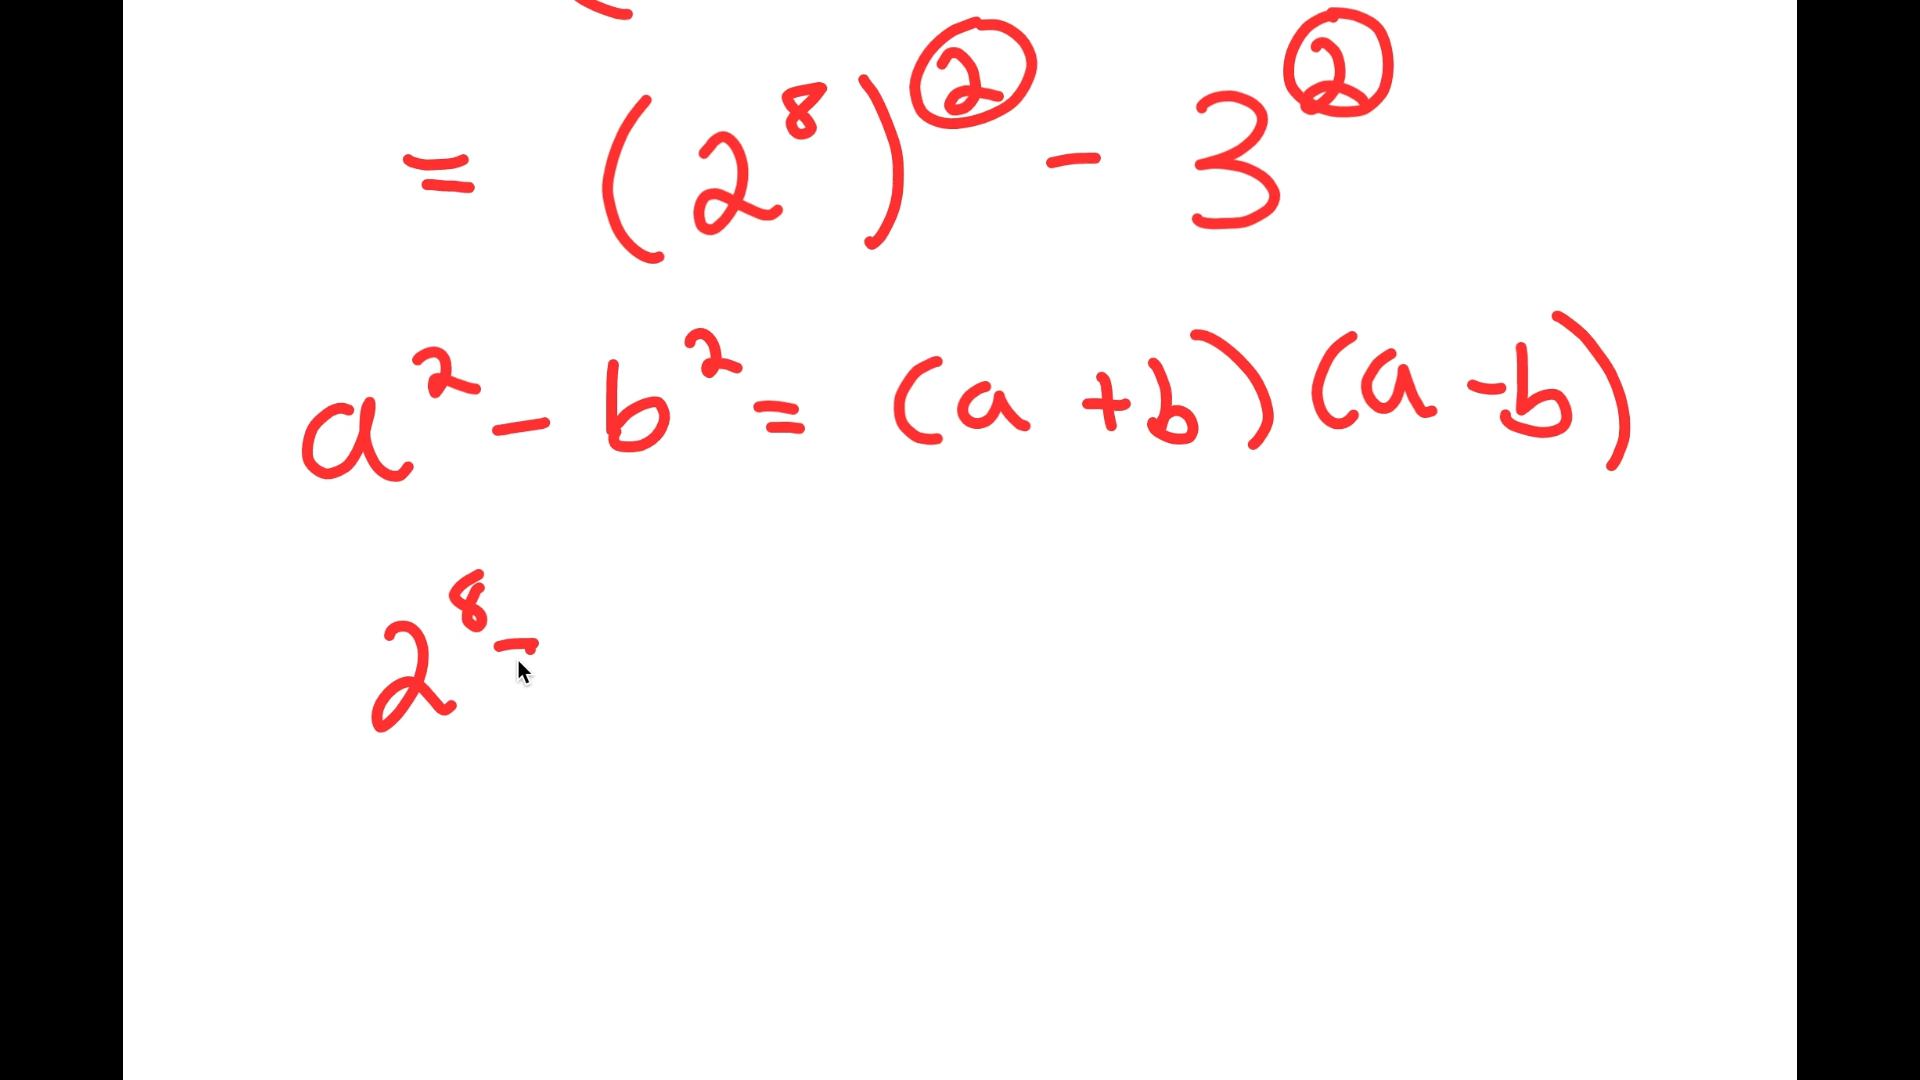 = (2⁸)² - 3²
a² - b² = (a + b) (a - b)
2⁸ -